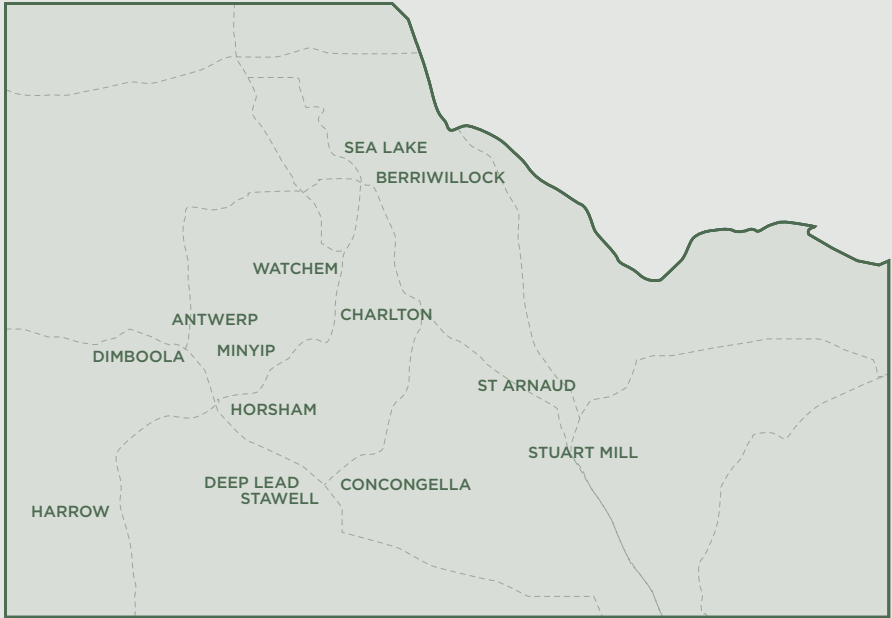 SEA LAKE
BERRIWILLOCK
WATCHEM
CHARLTON
ANTWERP
MINYIP
DIMBOOLA
ST ARNAUD
HORSHAM
STUART MILL
DEEP LEAD
CONCONGELLA
STAWELL
HARROW